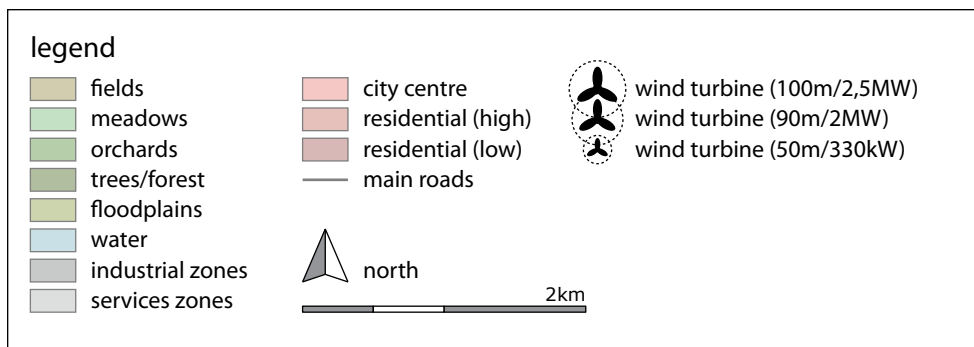 legend
fields
meadows
orchards
trees/forest
floodplains
water
industrial zones
services zones
city centre
residential (high)
residential (low)
main roads
north
2km
wind turbine (100m/2,5MW)
wind turbine (90m/2MW)
wind turbine (50m/330kW)